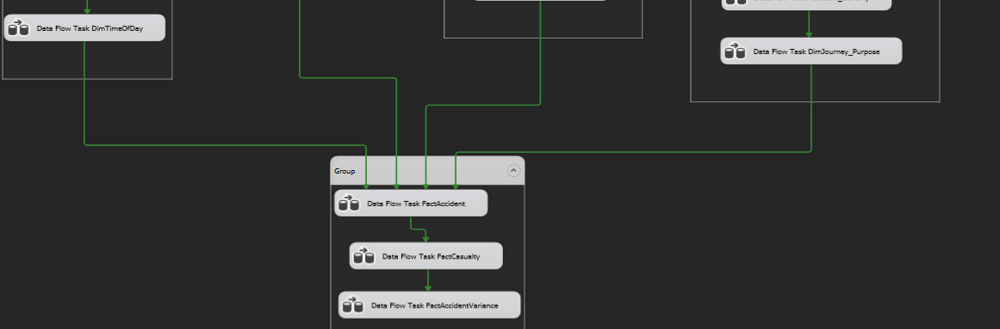 Data Flow Task DimTimeOfDay
Data Flow Task DimJourney_Purpose
Group
Data Flow Task FactAccident
Data Flow Task FactCasualty
Data Flow Task FactAccidentVariance